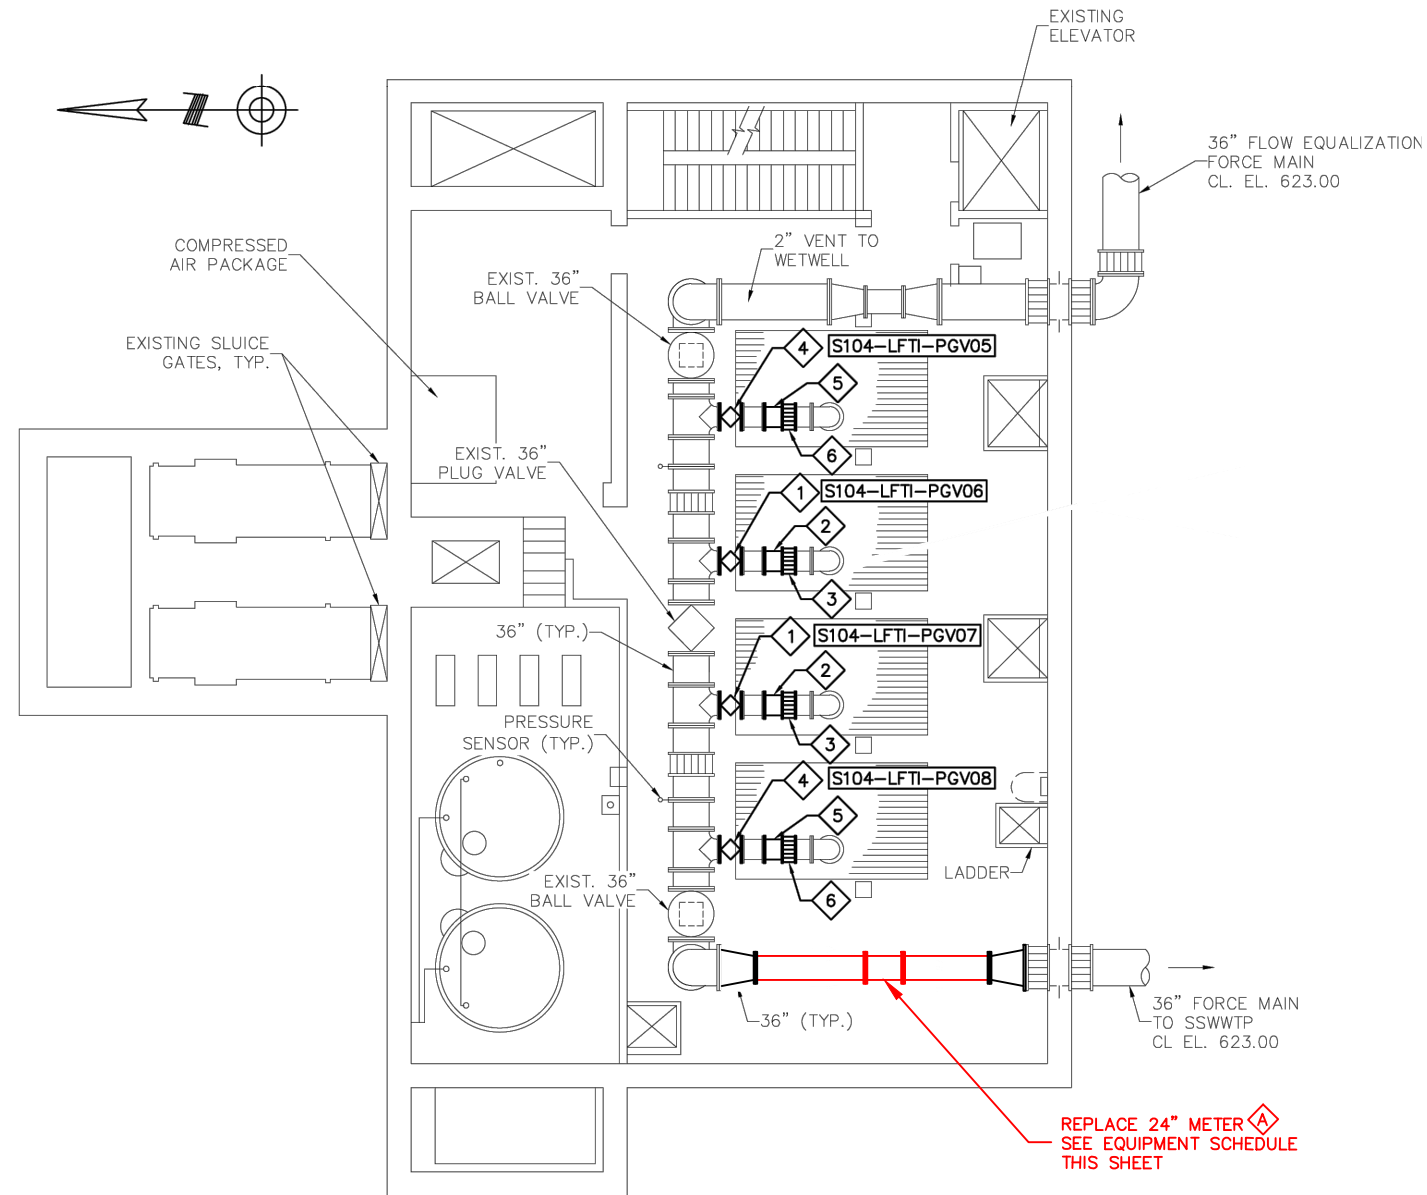 EXISTING
ELEVATOR
36" FLOW EQUALIZATION
FORCE MAIN
CL. EL. 623.00
COMPRESSED
AIR PACKAGE
2" VENT TO
WETWELL
EXIST. 36"
BALL VALVE
EXISTING SLUICE
GATES, TYP.
4
S104-LFTI-PGV05
5
6
EXIST. 36"
PLUG VALVE
1
S104-LFTI-PGV06
2
3
36" (TYP.)
1
S104-LFTI-PGV07
2
3
PRESSURE
SENSOR (TYP.)
4
S104-LFTI-PGV08
5
6
LADDER
EXIST. 36"
BALL VALVE
36" (TYP.)
36" FORCE MAIN
TO SSWWTP
CL EL. 623.00
REPLACE 24" METER A
SEE EQUIPMENT SCHEDULE
THIS SHEET